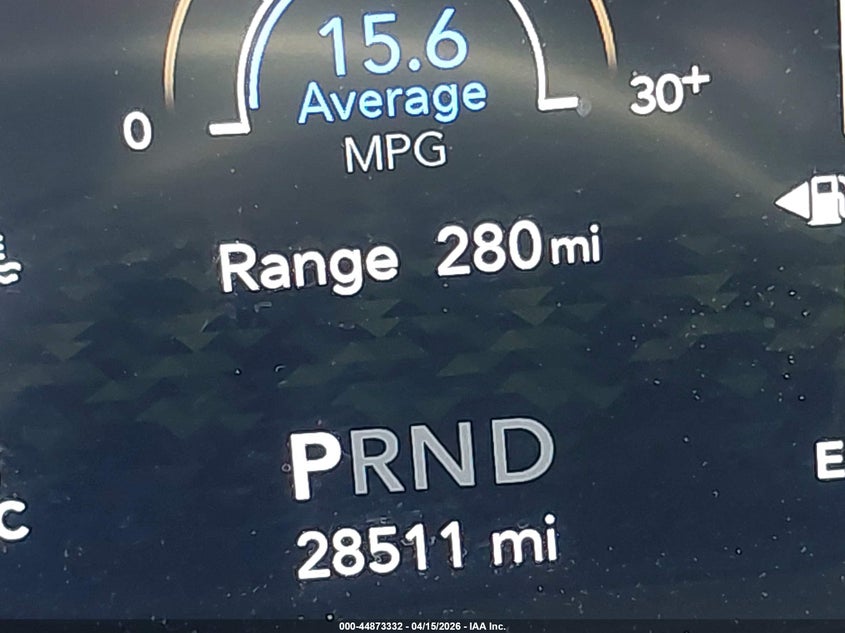 15.6
Average
0 30+
MPG
Range 280 mi
PRND
E
C
28511 mi
000-44873332 - 04/15/2026 - IAA Inc.